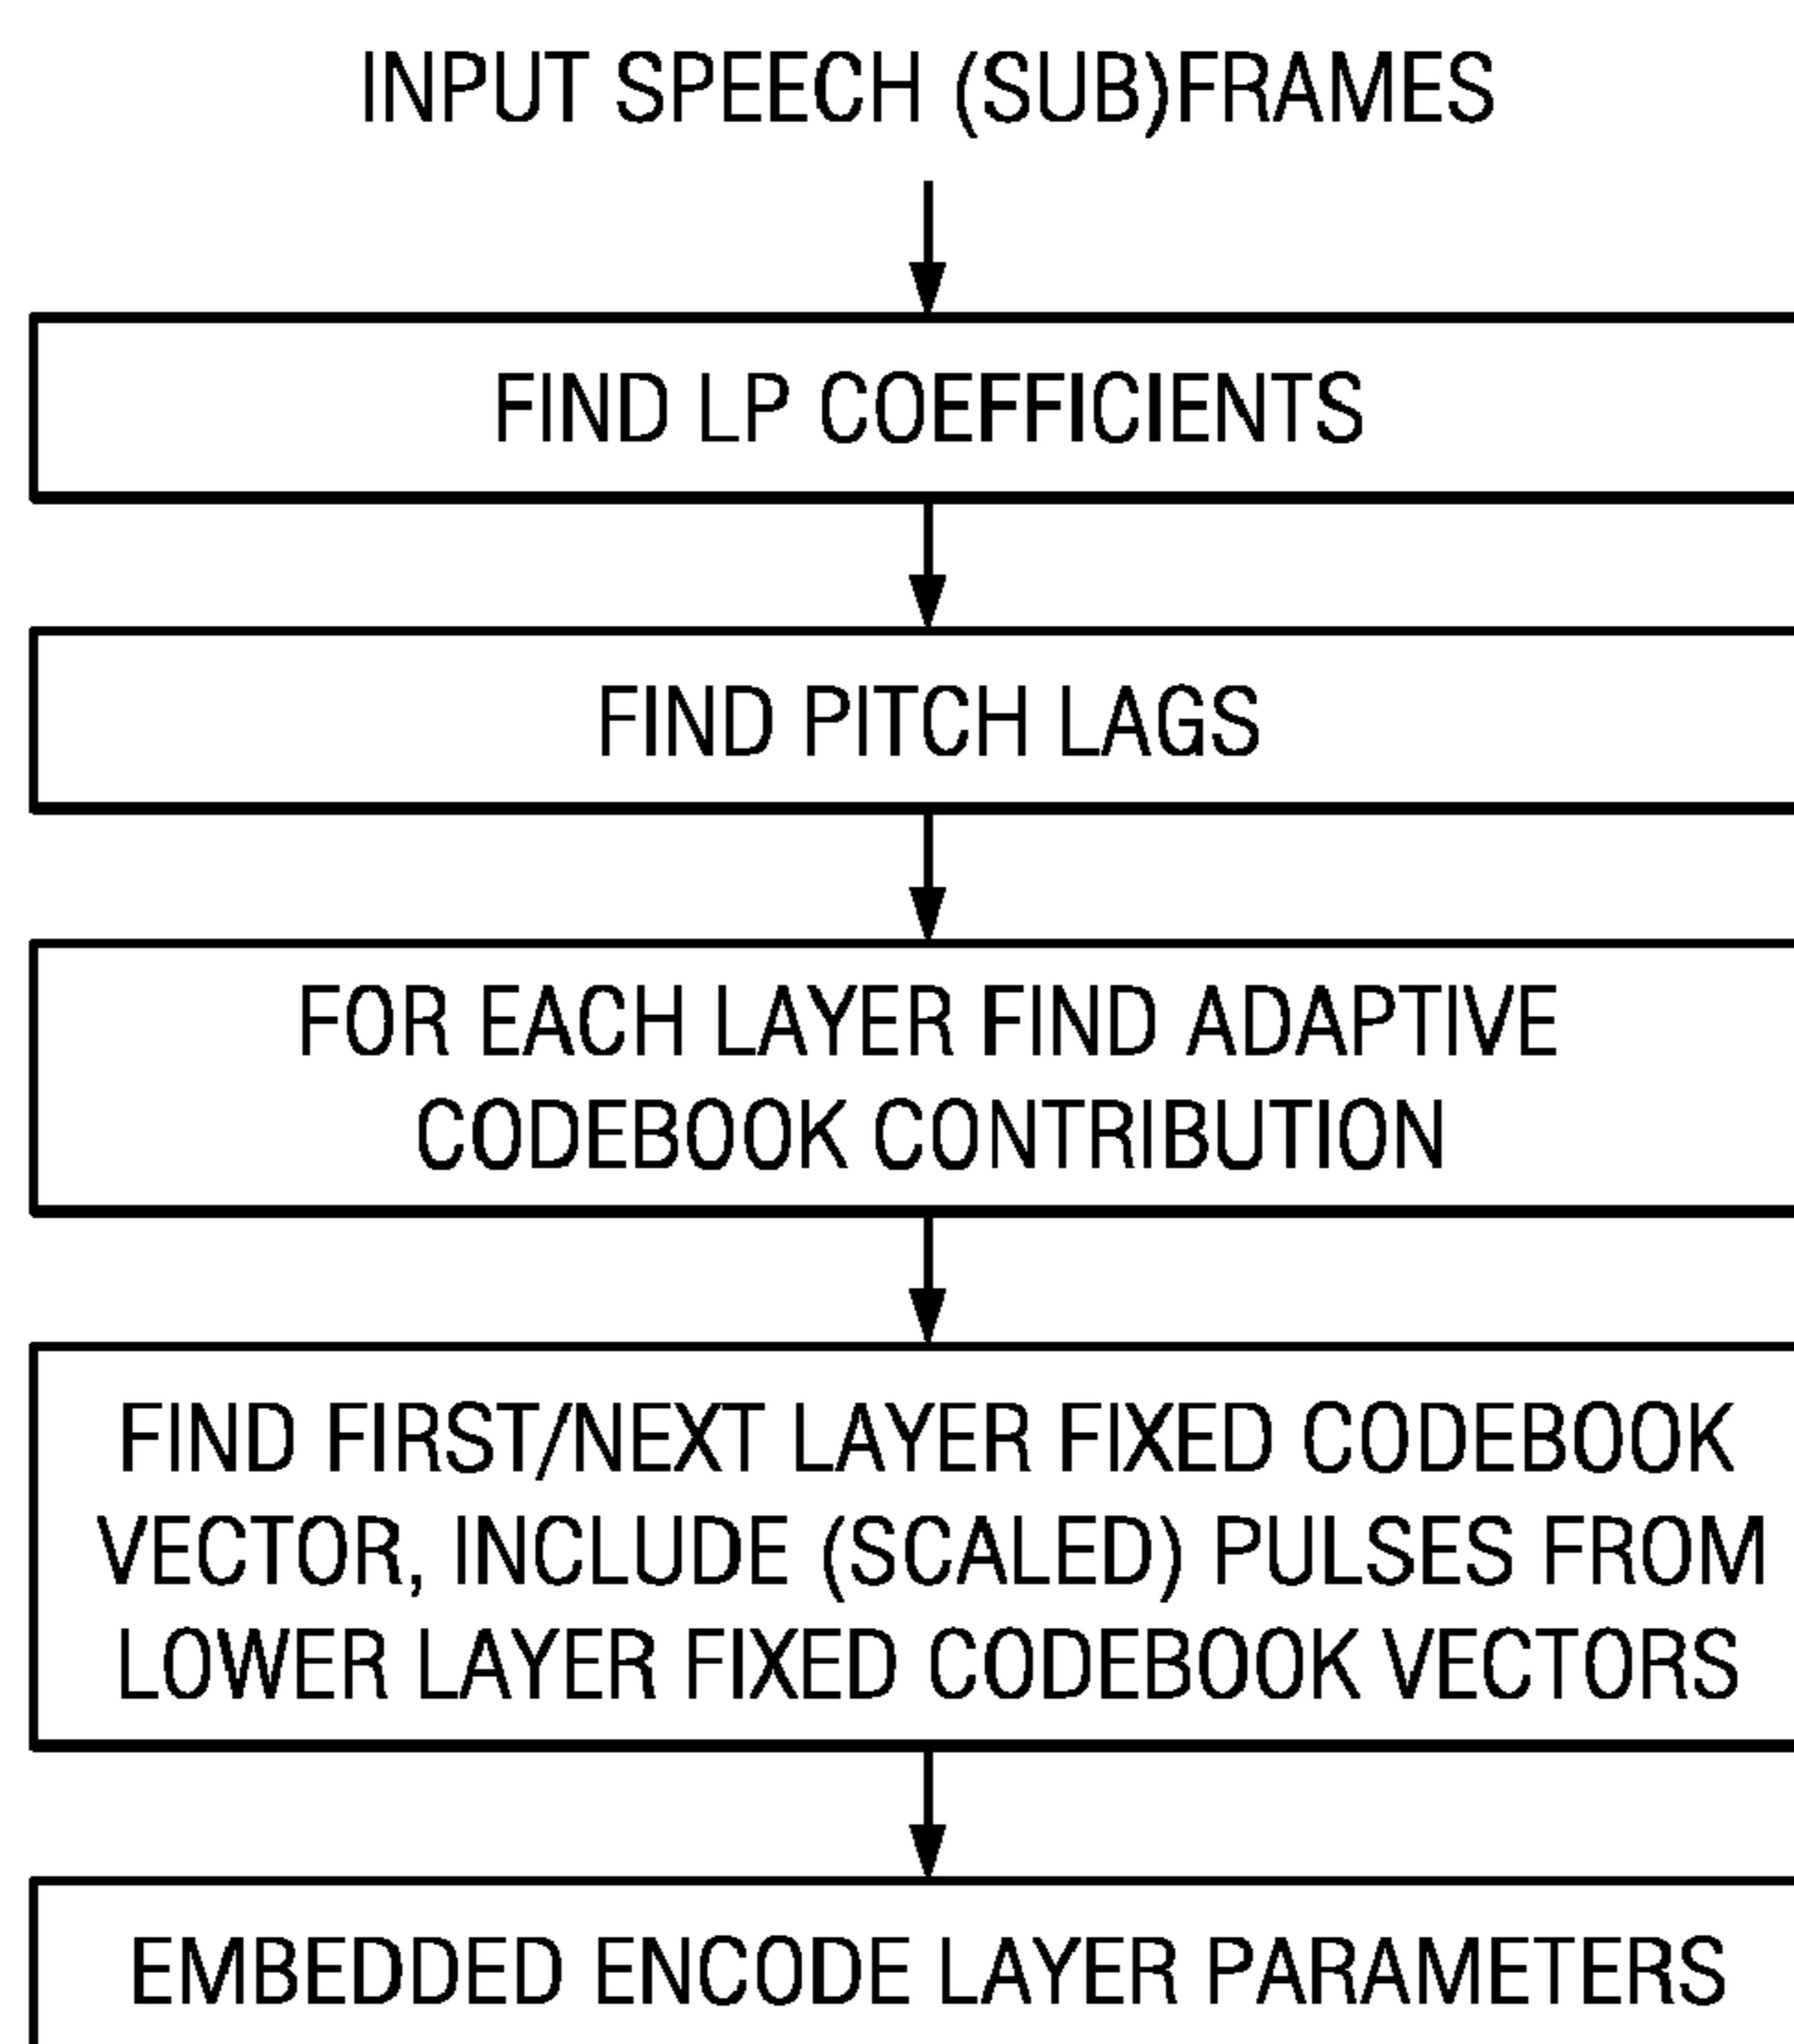 INPUT SPEECH (SUB)FRAMES
FIND LP COEFFICIENTS
FIND PITCH LAGS
FOR EACH LAYER FIND ADAPTIVE
CODEBOOK CONTRIBUTION
FIND FIRST/NEXT LAYER FIXED CODEBOOK
VECTOR, INCLUDE (SCALED) PULSES FROM
LOWER LAYER FIXED CODEBOOK VECTORS
EMBEDDED ENCODE LAYER PARAMETERS